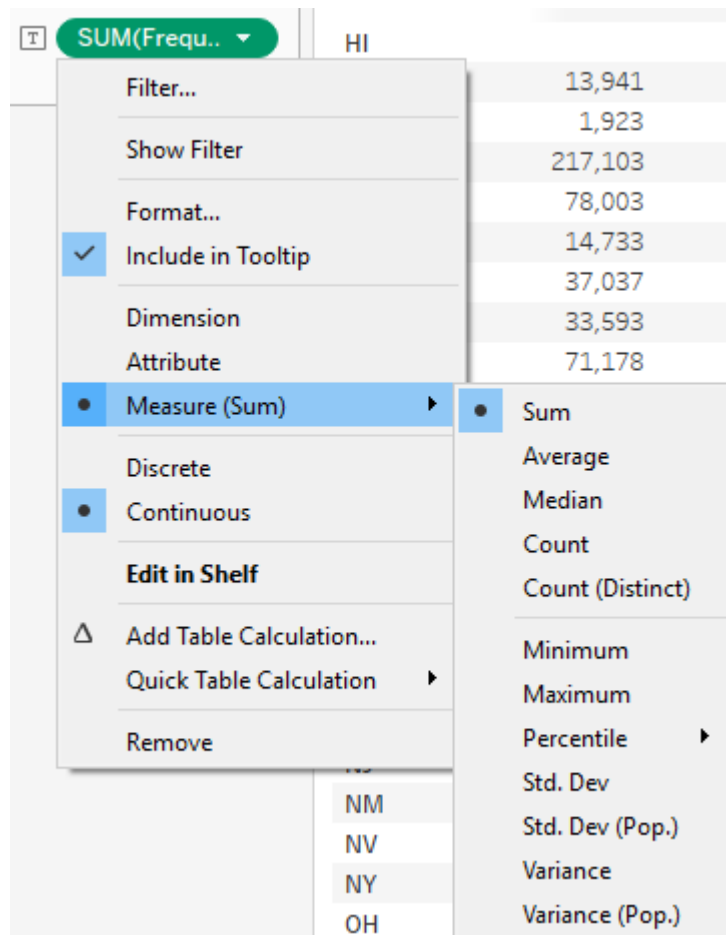 T SUM(Frequ..
HI
Filter...
Show Filter
Format...
Include in Tooltip
Dimension
Attribute
Measure (Sum)
Discrete
Continuous
Edit in Shelf
Add Table Calculation...
Quick Table Calculation
Remove
13,941
1,923
217,103
78,003
14,733
37,037
33,593
71,178
Sum
Average
Median
Count
Count (Distinct)
Minimum
Maximum
Percentile
Std. Dev
Std. Dev (Pop.)
Variance
Variance (Pop.)
NM
NV
NY
OH